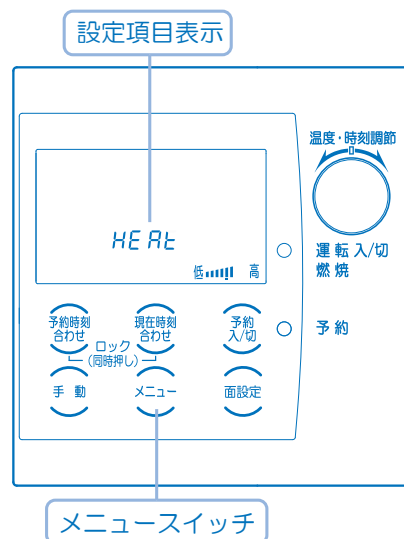 設定項目表示
温度・時刻調節
HEAt
低 高
運転入/切
燃焼
予約時刻
合わせ
現在時刻
合わせ
予約
入/切
予約
ロック
(同時押し)
手動
メニュー
面設定
メニュースイッチ